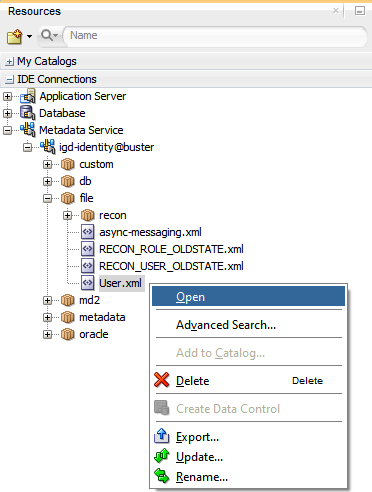 Resources
Name
My Catalogs
IDE Connections
Application Server
Database
Metadata Service
igd-identity@buster
custom
db
file
recon
async-messaging.xml
RECON_ROLE_OLDSTATE.xml
RECON_USER_OLDSTATE.xml
User.xml
md2
metadata
oracle
Open
Advanced Search...
Add to Catalog...
Delete Delete
Create Data Control
Export...
Update...
Rename...